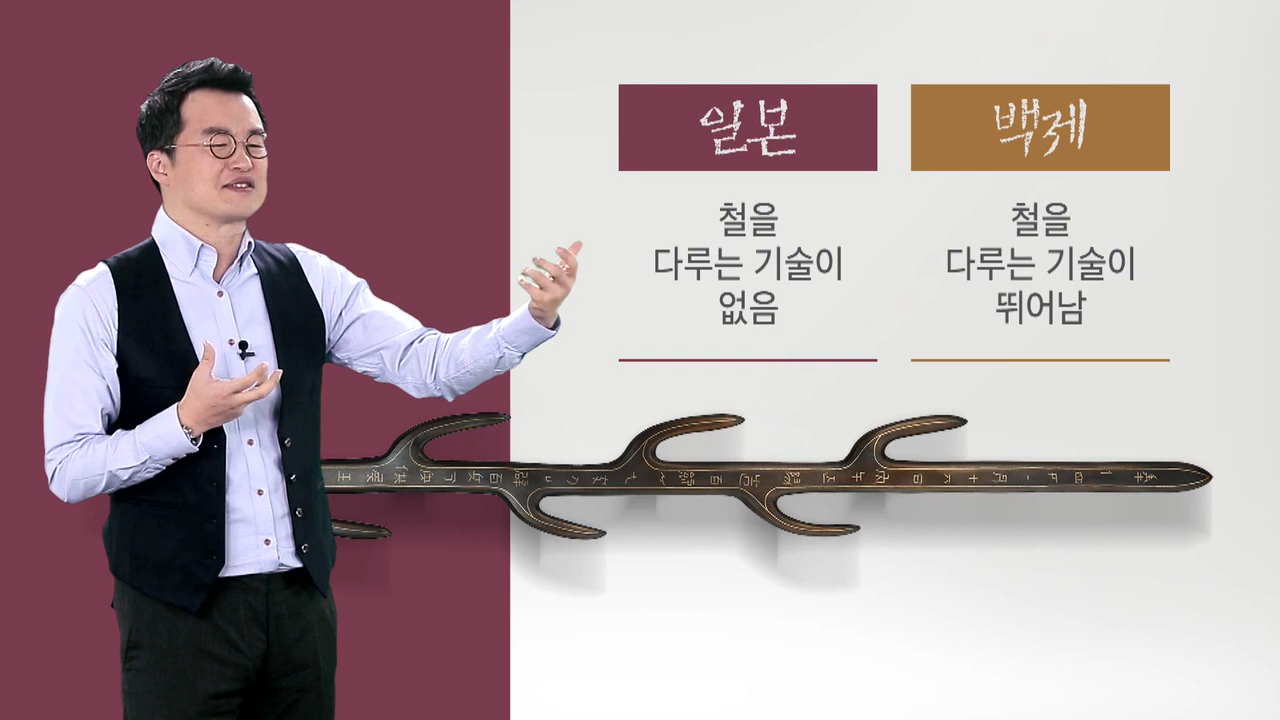 일본
철을
다루는 기술이
없음
백제
철을
다루는 기술이
뛰어남